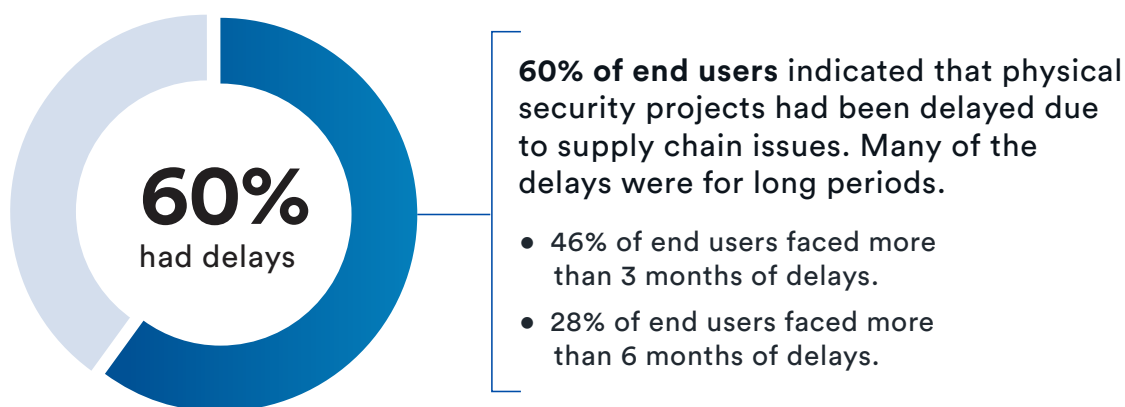 60%
had delays
60% of end users indicated that physical
security projects had been delayed due
to supply chain issues. Many of the
delays were for long periods.
• 46% of end users faced more
than 3 months of delays.
• 28% of end users faced more
than 6 months of delays.